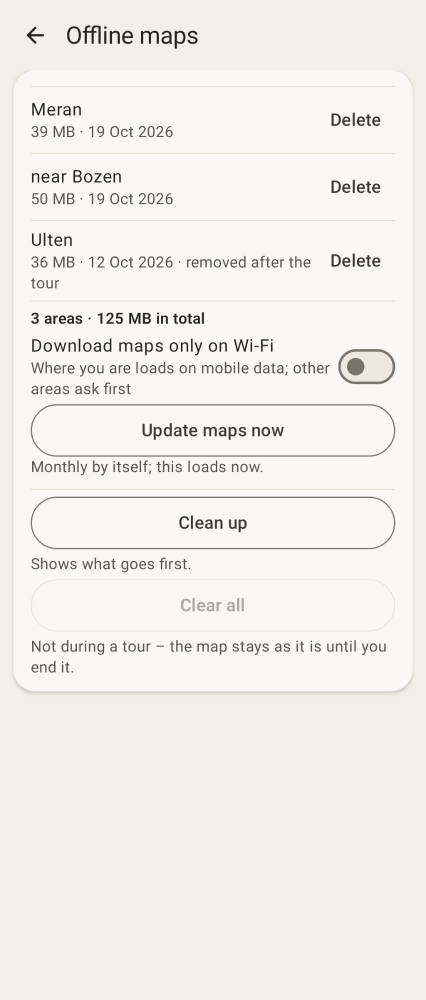 Offline maps
Meran
39 MB · 19 Oct 2026
Delete
near Bozen
50 MB · 19 Oct 2026
Delete
Ulten
36 MB · 12 Oct 2026 · removed after the
tour
Delete
3 areas · 125 MB in total
Download maps only on Wi-Fi
Where you are loads on mobile data; other
areas ask first
Update maps now
Monthly by itself; this loads now.
Clean up
Shows what goes first.
Clear all
Not during a tour – the map stays as it is until you
end it.